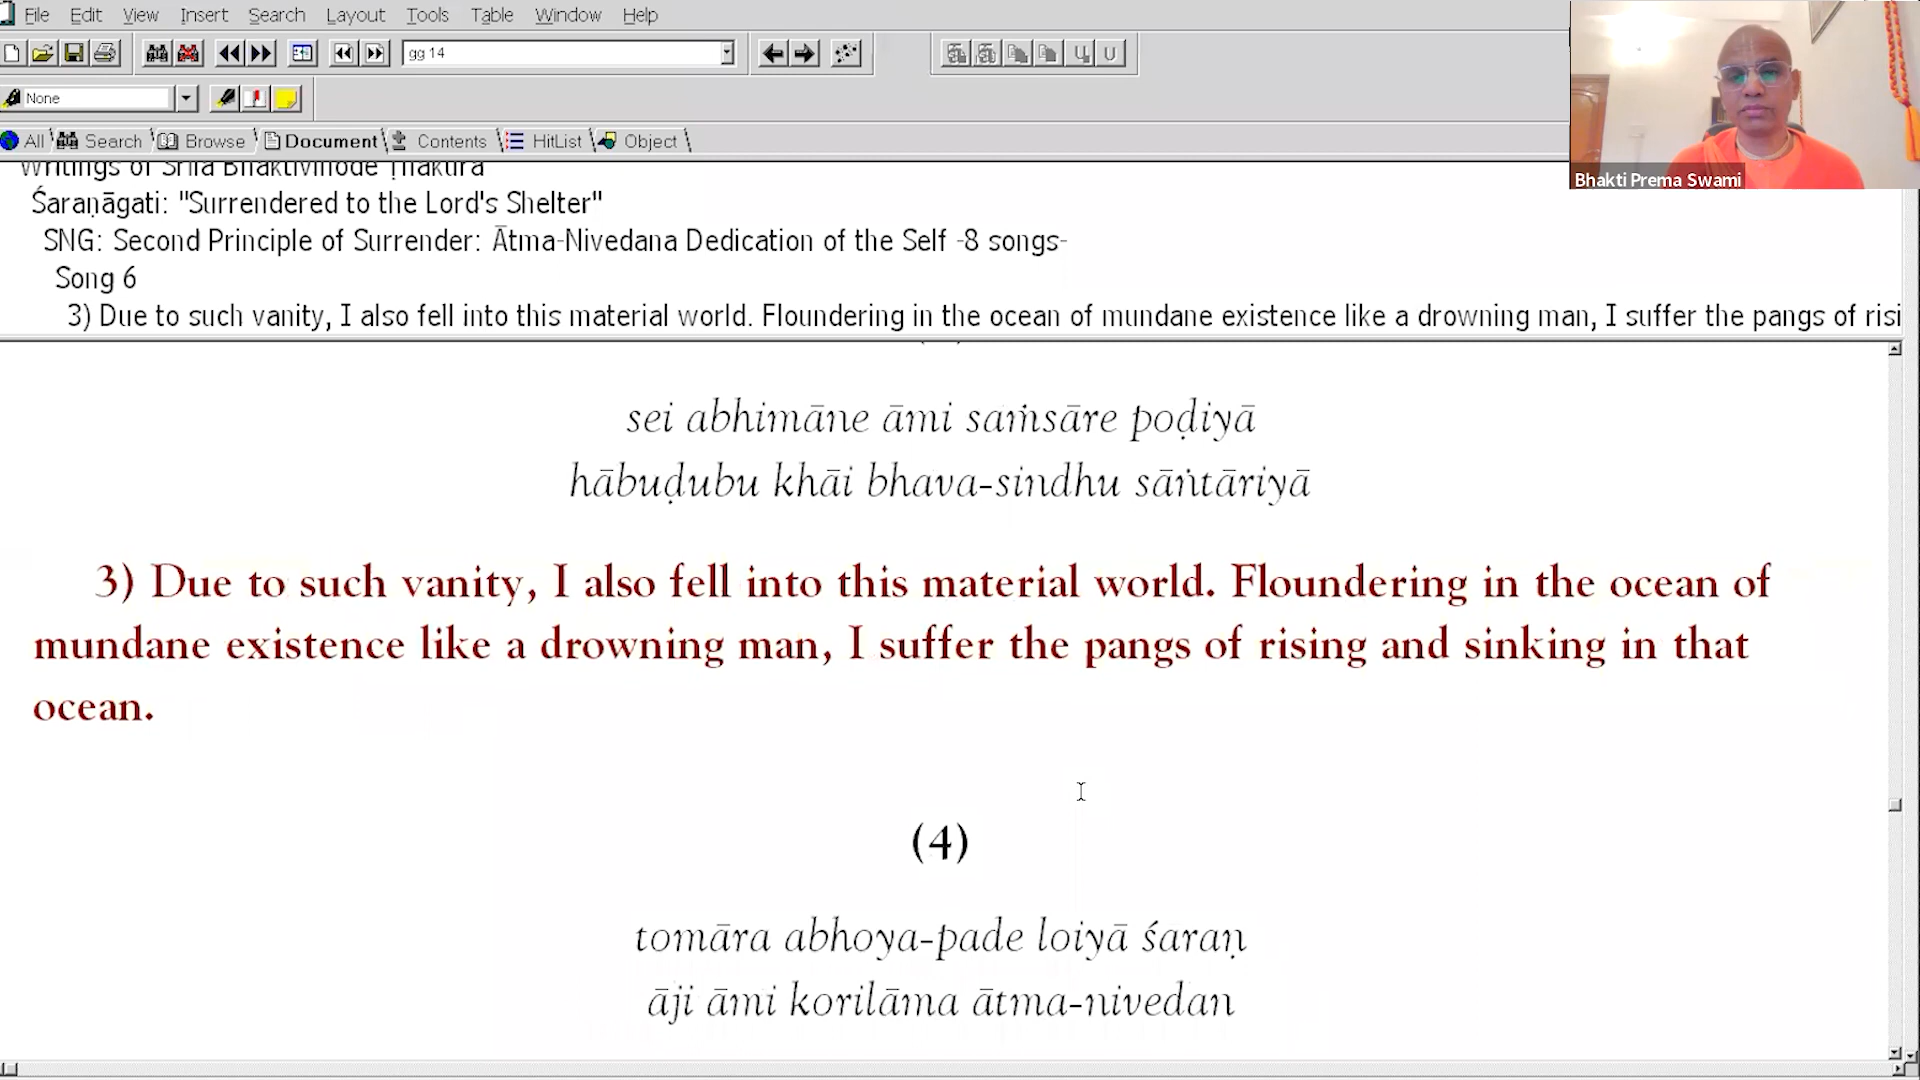 File Edit View Insert Search Layout Tools Table Window Help
gg 14
None
All Search Browse Document Contents HitList Object
Writings of Śrīla Bhaktivinode Ṭhākura
Śaraṇāgati: "Surrendered to the Lord's Shelter"
SNG: Second Principle of Surrender: Ātma-Nivedana Dedication of the Self -8 songs-
Song 6
3) Due to such vanity, I also fell into this material world. Floundering in the ocean of mundane existence like a drowning man, I suffer the pangs of risi
Bhakti Prema Swami
sei abhimāne āmi saṁsāre poḍiyā
hābuḍubu khāi bhava-sindhu sāṅtāriyā
3) Due to such vanity, I also fell into this material world. Floundering in the ocean of
mundane existence like a drowning man, I suffer the pangs of rising and sinking in that
ocean.
(4)
tomāra abhoya-pade loiyā śaraṇ
āji āmi korilāma ātma-nivedan